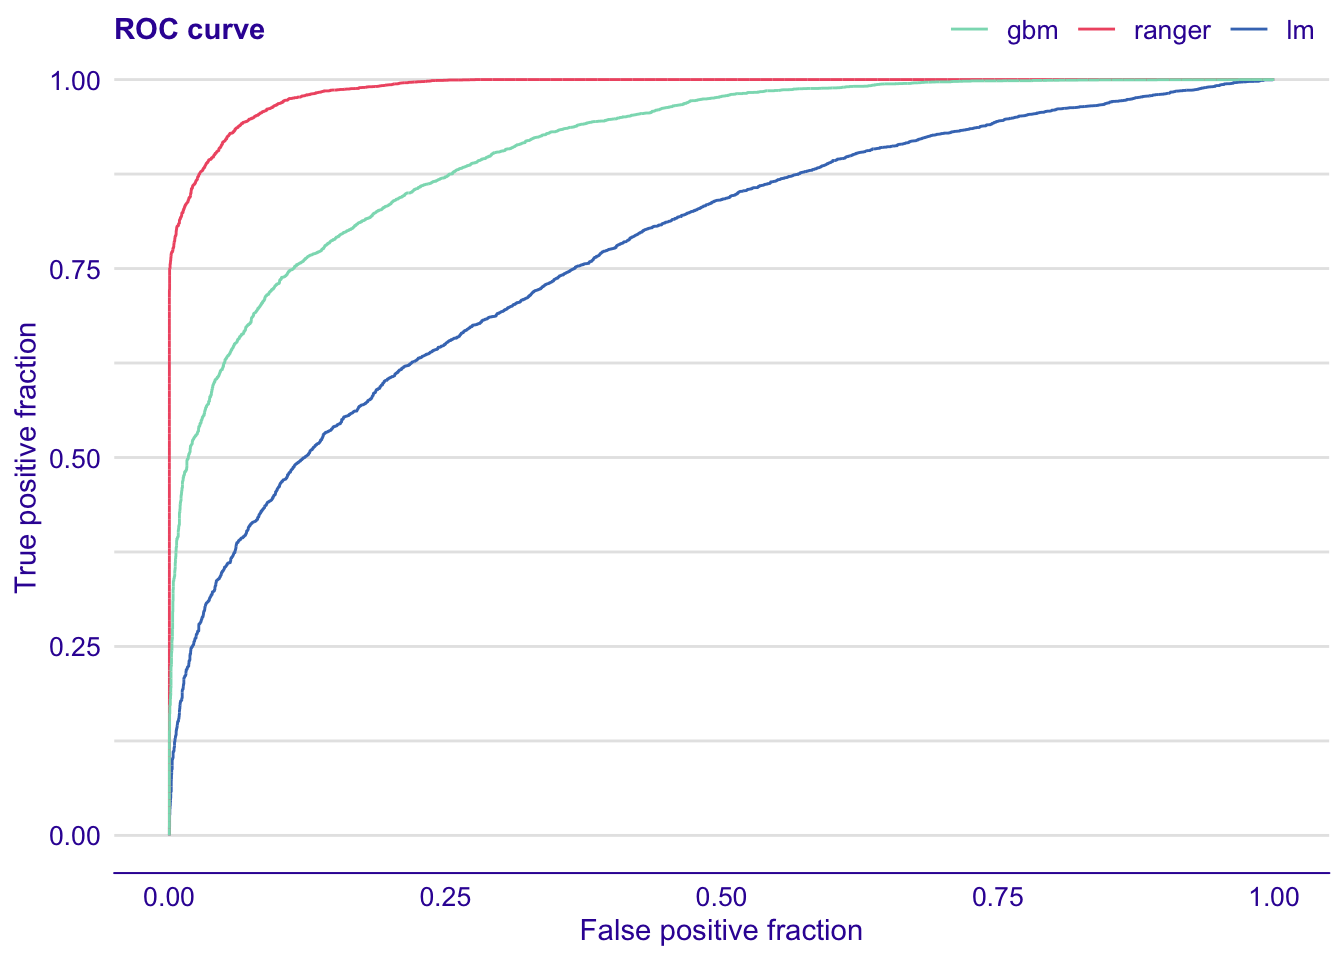 ROC curve
gbm ranger lm
1.00
0.75
0.50
0.25
0.00
True positive fraction
0.00 0.25 0.50 0.75 1.00
False positive fraction